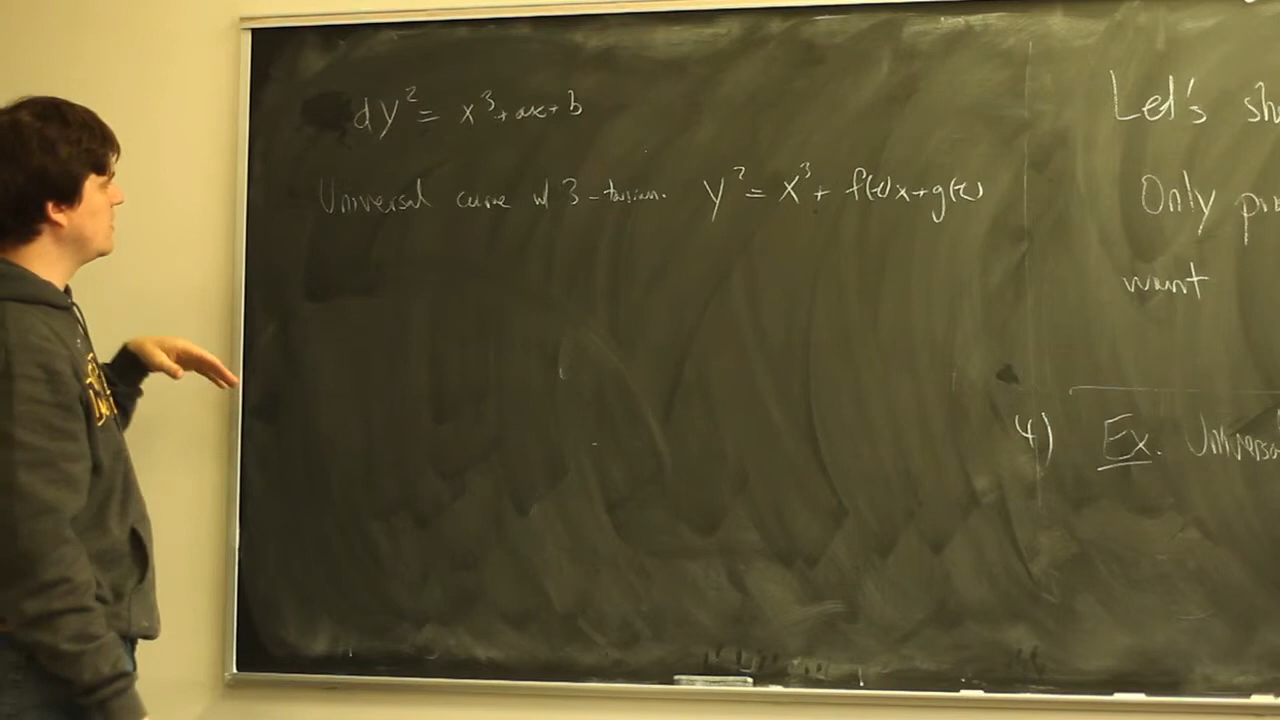 dy² = x³+ax+b
Universal curve w/ 3-torsion. y² = x³ + f(t)x+g(t)
Let's sh
Only pr
want
4) Ex. Universa